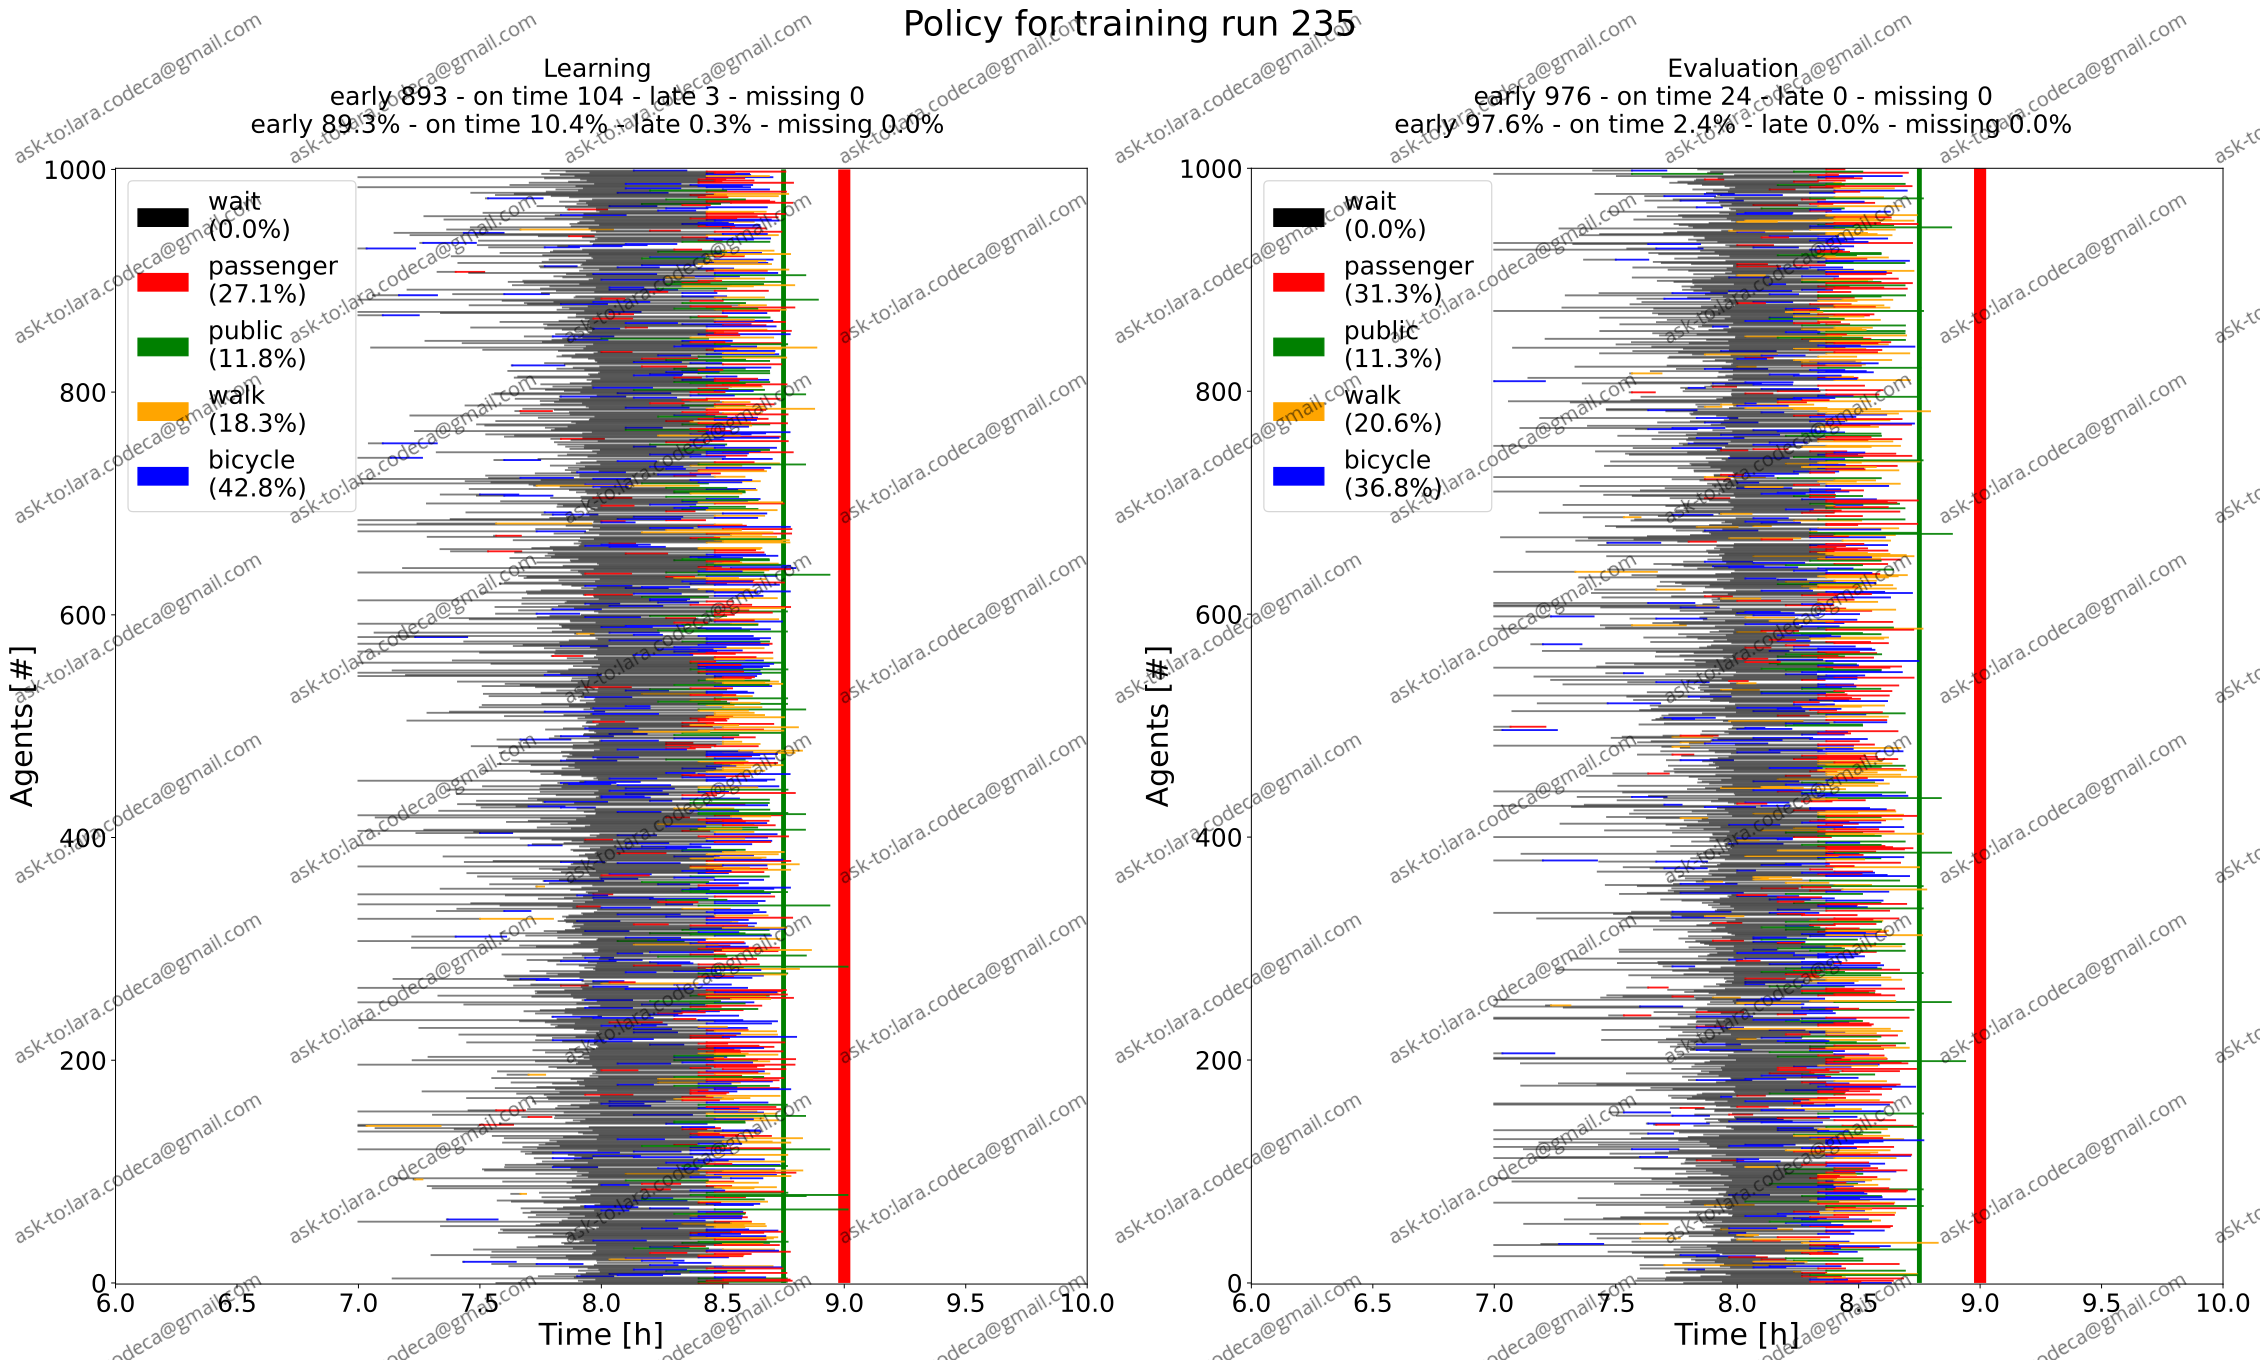 Policy for training run 235
Learning
early 893 - on time 104 - late 3 - missing 0
early 89.3% - on time 10.4% - late 0.3% - missing 0.0%
Evaluation
early 976 - on time 24 - late 0 - missing 0
early 97.6% - on time 2.4% - late 0.0% - missing 0.0%
wait
(0.0%)
passenger
(27.1%)
public
(11.8%)
walk
(18.3%)
bicycle
(42.8%)
Agents [#]
1000
800
600
400
200
0
6.0 6.5 7.0 7.5 8.0 8.5 9.0 9.5 10.0
Time [h]
wait
(0.0%)
passenger
(31.3%)
public
(11.3%)
walk
(20.6%)
bicycle
(36.8%)
Agents [#]
1000
800
600
400
200
0
6.0 6.5 7.0 7.5 8.0 8.5 9.0 9.5 10.0
Time [h]
ask-to:lara.codeca@gmail.com